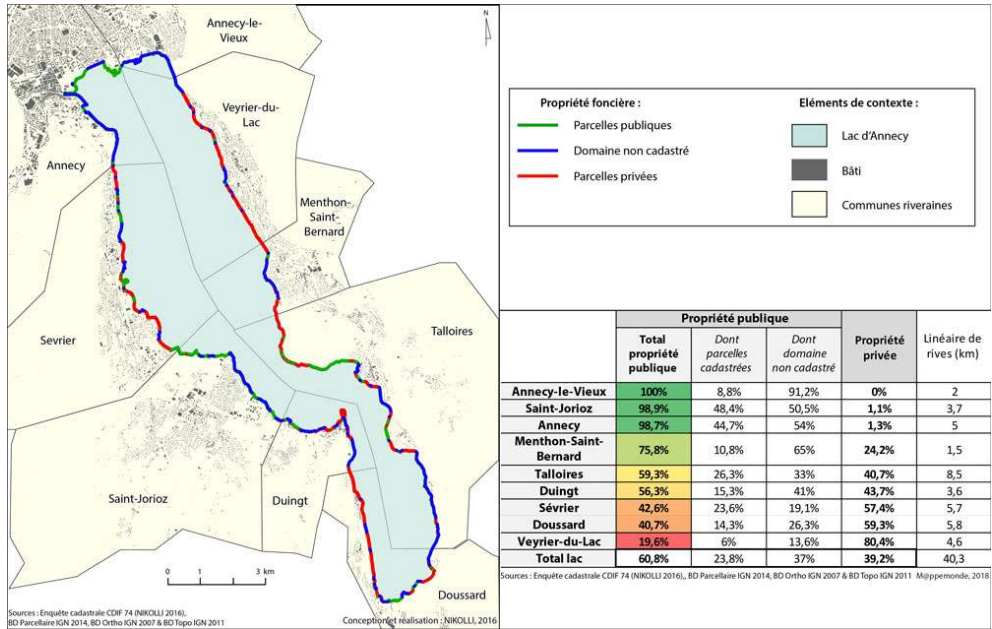 Annecy-le-
Vieux
N
Veyrier-du-
Lac
Annecy
Menthon-
Saint-
Bernard
Sevrier
Talloires
Saint-Jorioz
Duingt
Doussard
0 1 3 km
Sources : Enquête cadastrale CDIF 74 (NIKOLLI 2016),
BD Parcellaire IGN 2014, BD Ortho IGN 2007 & BD Topo IGN 2011
Conception et réalisation : NIKOLLI, 2016
Propriété foncière :
Parcelles publiques
Domaine non cadastré
Parcelles privées
Eléments de contexte :
Lac d'Annecy
Bâti
Communes riveraines
Propriété publique
Total propriété publique Dont parcelles cadastrées Dont domaine non cadastré Propriété privée Linéaire de rives (km)
Annecy-le-Vieux 100% 8,8% 91,2% 0% 2
Saint-Jorioz 98,9% 48,4% 50,5% 1,1% 3,7
Annecy 98,7% 44,7% 54% 1,3% 5
Menthon-Saint-Bernard 75,8% 10,8% 65% 24,2% 1,5
Talloires 59,3% 26,3% 33% 40,7% 8,5
Duingt 56,3% 15,3% 41% 43,7% 3,6
Sévrier 42,6% 23,6% 19,1% 57,4% 5,7
Doussard 40,7% 14,3% 26,3% 59,3% 5,8
Veyrier-du-Lac 19,6% 6% 13,6% 80,4% 4,6
Total lac 60,8% 23,8% 37% 39,2% 40,3
Sources : Enquête cadastrale CDIF 74 (NIKOLLI 2016),, BD Parcellaire IGN 2014, BD Ortho IGN 2007 & BD Topo IGN 2011 M@ppemonde, 2018